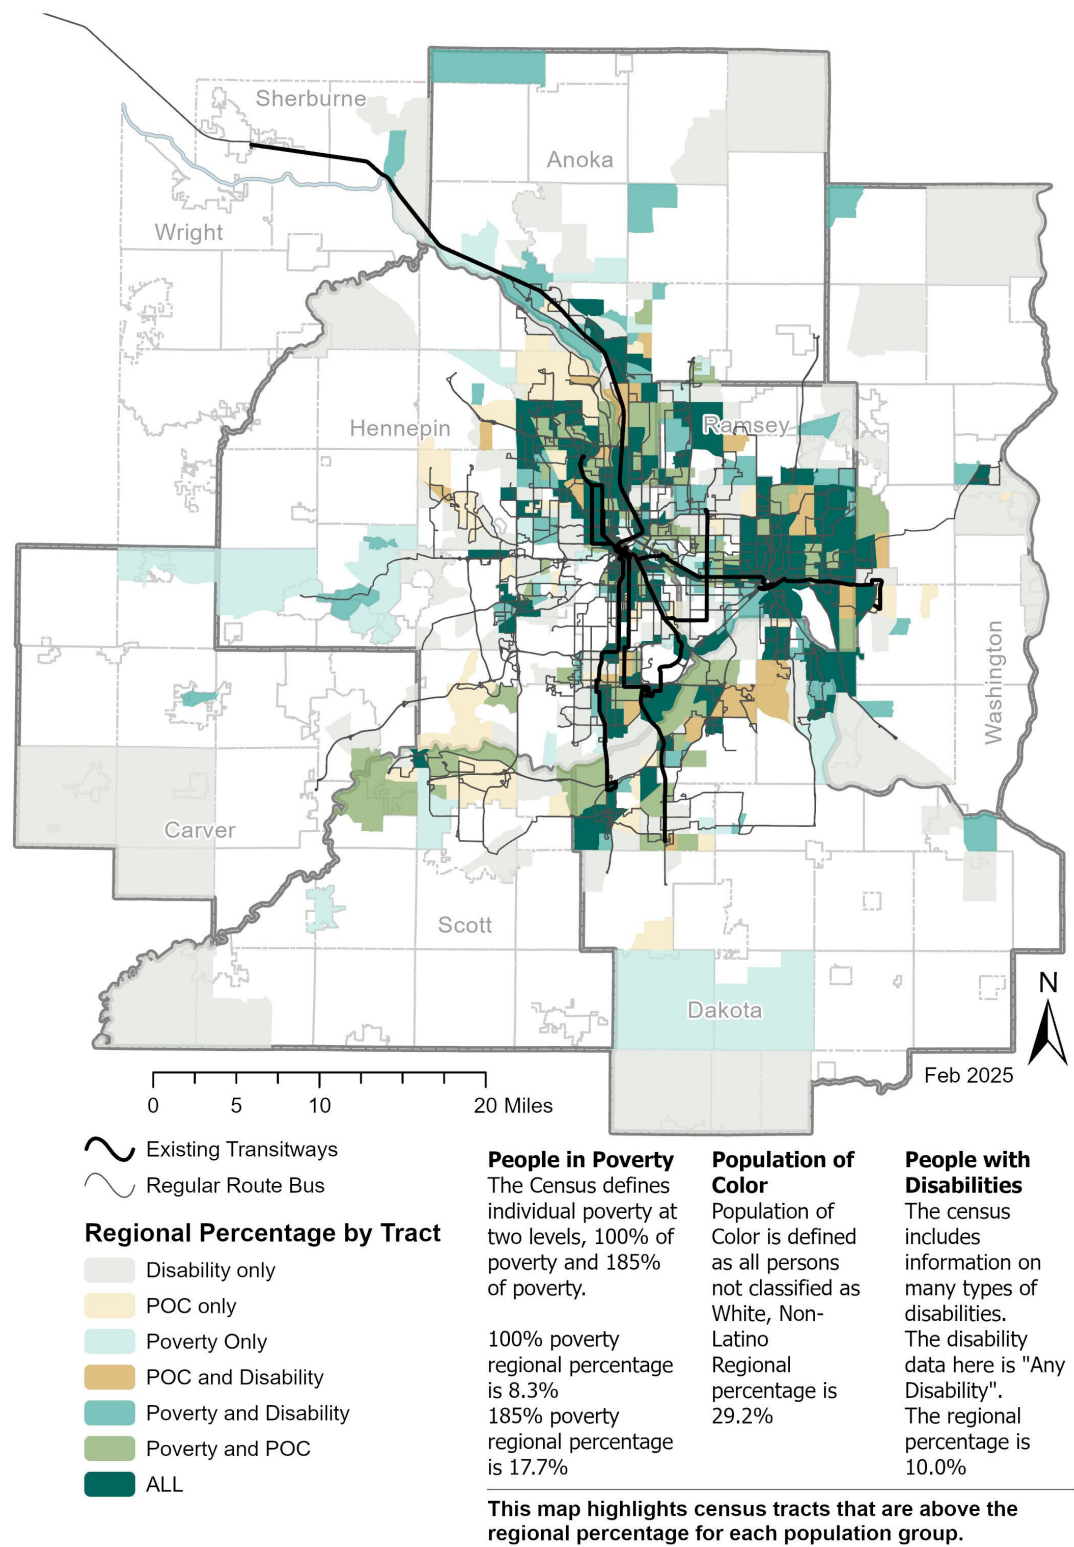 Sherburne
Anoka
Wright
Hennepin
Ramsey
Washington
Carver
Scott
Dakota
N
Feb 2025
0 5 10 20 Miles
Existing Transitways
Regular Route Bus
Regional Percentage by Tract
Disability only
POC only
Poverty Only
POC and Disability
Poverty and Disability
Poverty and POC
ALL
People in Poverty
The Census defines
individual poverty at
two levels, 100% of
poverty and 185%
of poverty.
100% poverty
regional percentage
is 8.3%
185% poverty
regional percentage
is 17.7%
Population of
Color
Population of
Color is defined
as all persons
not classified as
White, Non-
Latino
Regional
percentage is
29.2%
People with
Disabilities
The census
includes
information on
many types of
disabilities.
The disability
data here is "Any
Disability".
The regional
percentage is
10.0%
This map highlights census tracts that are above the
regional percentage for each population group.